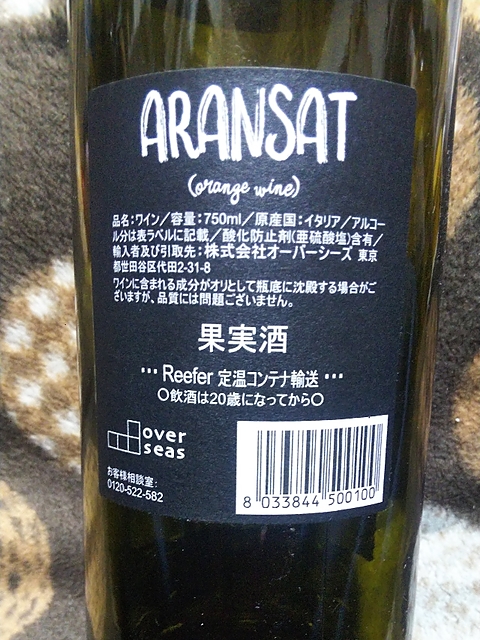 ARANSAT
(orange wine)
品名:ワイン/容量:750ml/原産国:イタリア/アルコー
ル分は表ラベルに記載/酸化防止剤(亜硫酸塩)含有/
輸入者及び引取先:株式会社オーバーシーズ 東京
都世田谷区代田2-31-8
ワインに含まれる成分がオリとして瓶底に沈殿する場合がご
ざいますが、品質には問題ございません。
果実酒
… Reefer 定温コンテナ輸送 …
○飲酒は20歳になってから○
over
seas
お客様相談室:
0120-522-582
8 033844 500100